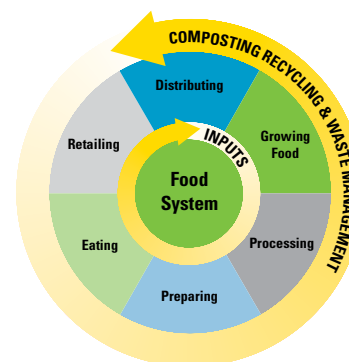 COMPOSTING RECYCLING & WASTE MANAGEMENT
Distributing
INPUTS
Growing
Food
Retailing
Food
System
Eating
Processing
Preparing